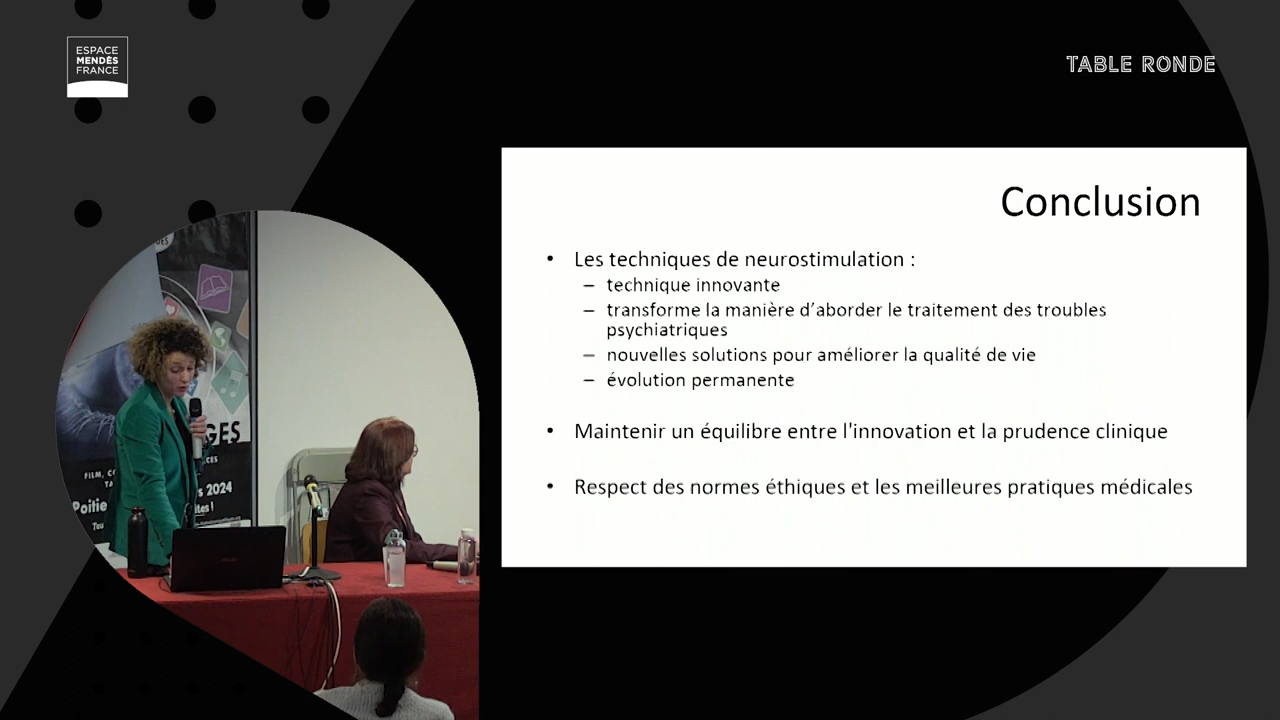 ESPACE
MENDÈS
FRANCE
TABLE RONDE
Conclusion
• Les techniques de neurostimulation :
– technique innovante
– transforme la manière d’aborder le traitement des troubles
psychiatriques
– nouvelles solutions pour améliorer la qualité de vie
– évolution permanente
• Maintenir un équilibre entre l'innovation et la prudence clinique
• Respect des normes éthiques et les meilleures pratiques médicales
GES
FILM, CO
Poitie
2024